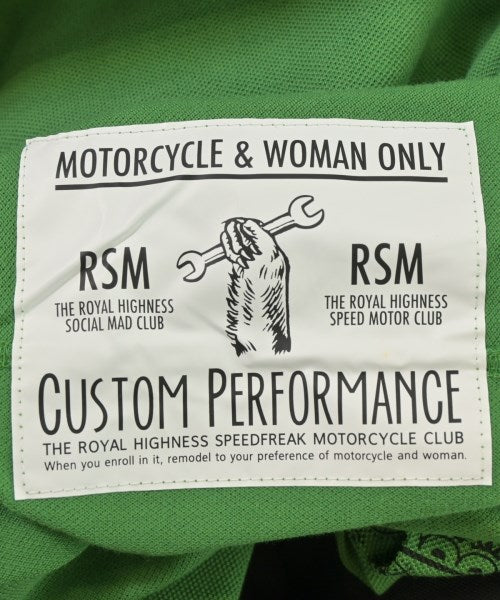 MOTORCYCLE & WOMAN ONLY
RSM
THE ROYAL HIGHNESS
SOCIAL MAD CLUB
RSM
THE ROYAL HIGHNESS
SPEED MOTOR CLUB
CUSTOM PERFORMANCE
THE ROYAL HIGHNESS SPEEDFREAK MOTORCYCLE CLUB
When you enroll in it, remodel to your preference of motorcycle and woman.